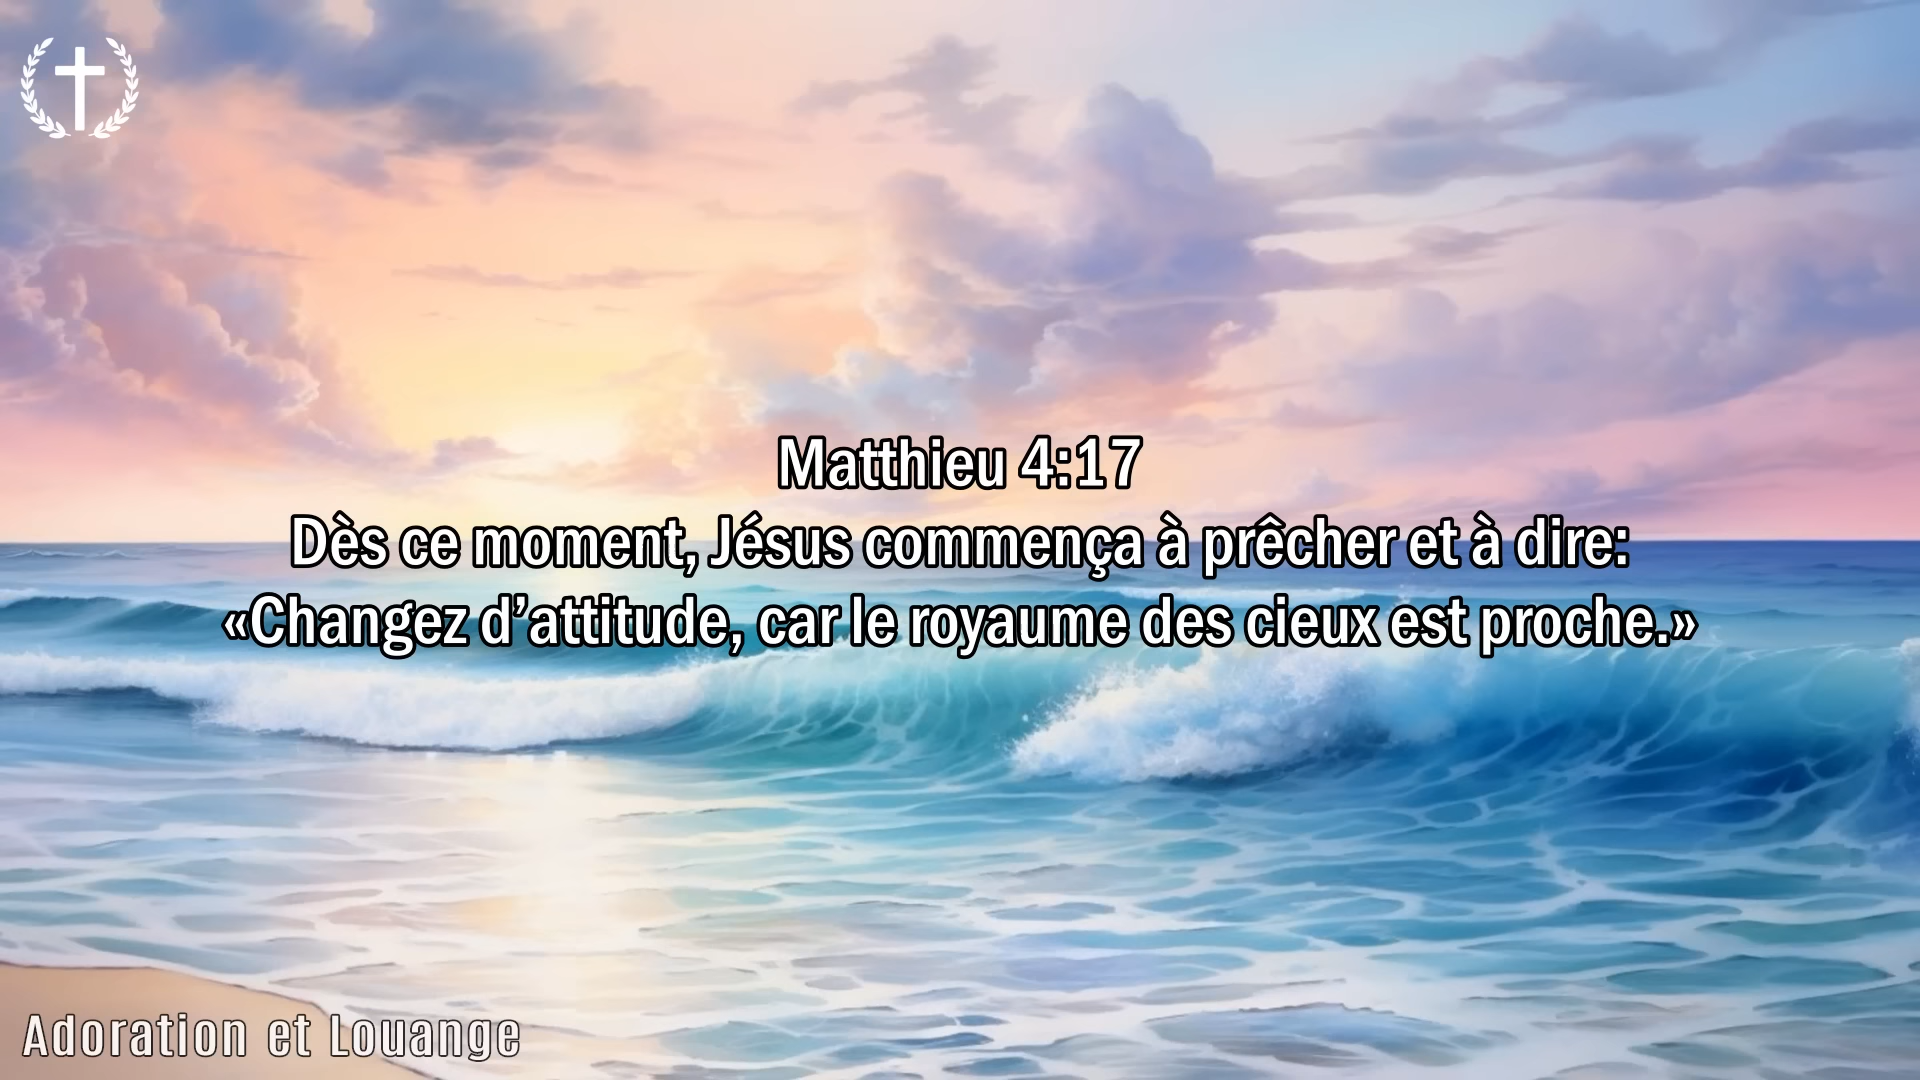 Matthieu 4:17
Dès ce moment, Jésus commença à prêcher et à dire:
«Changez d’attitude, car le royaume des cieux est proche.»
Adoration et Louange